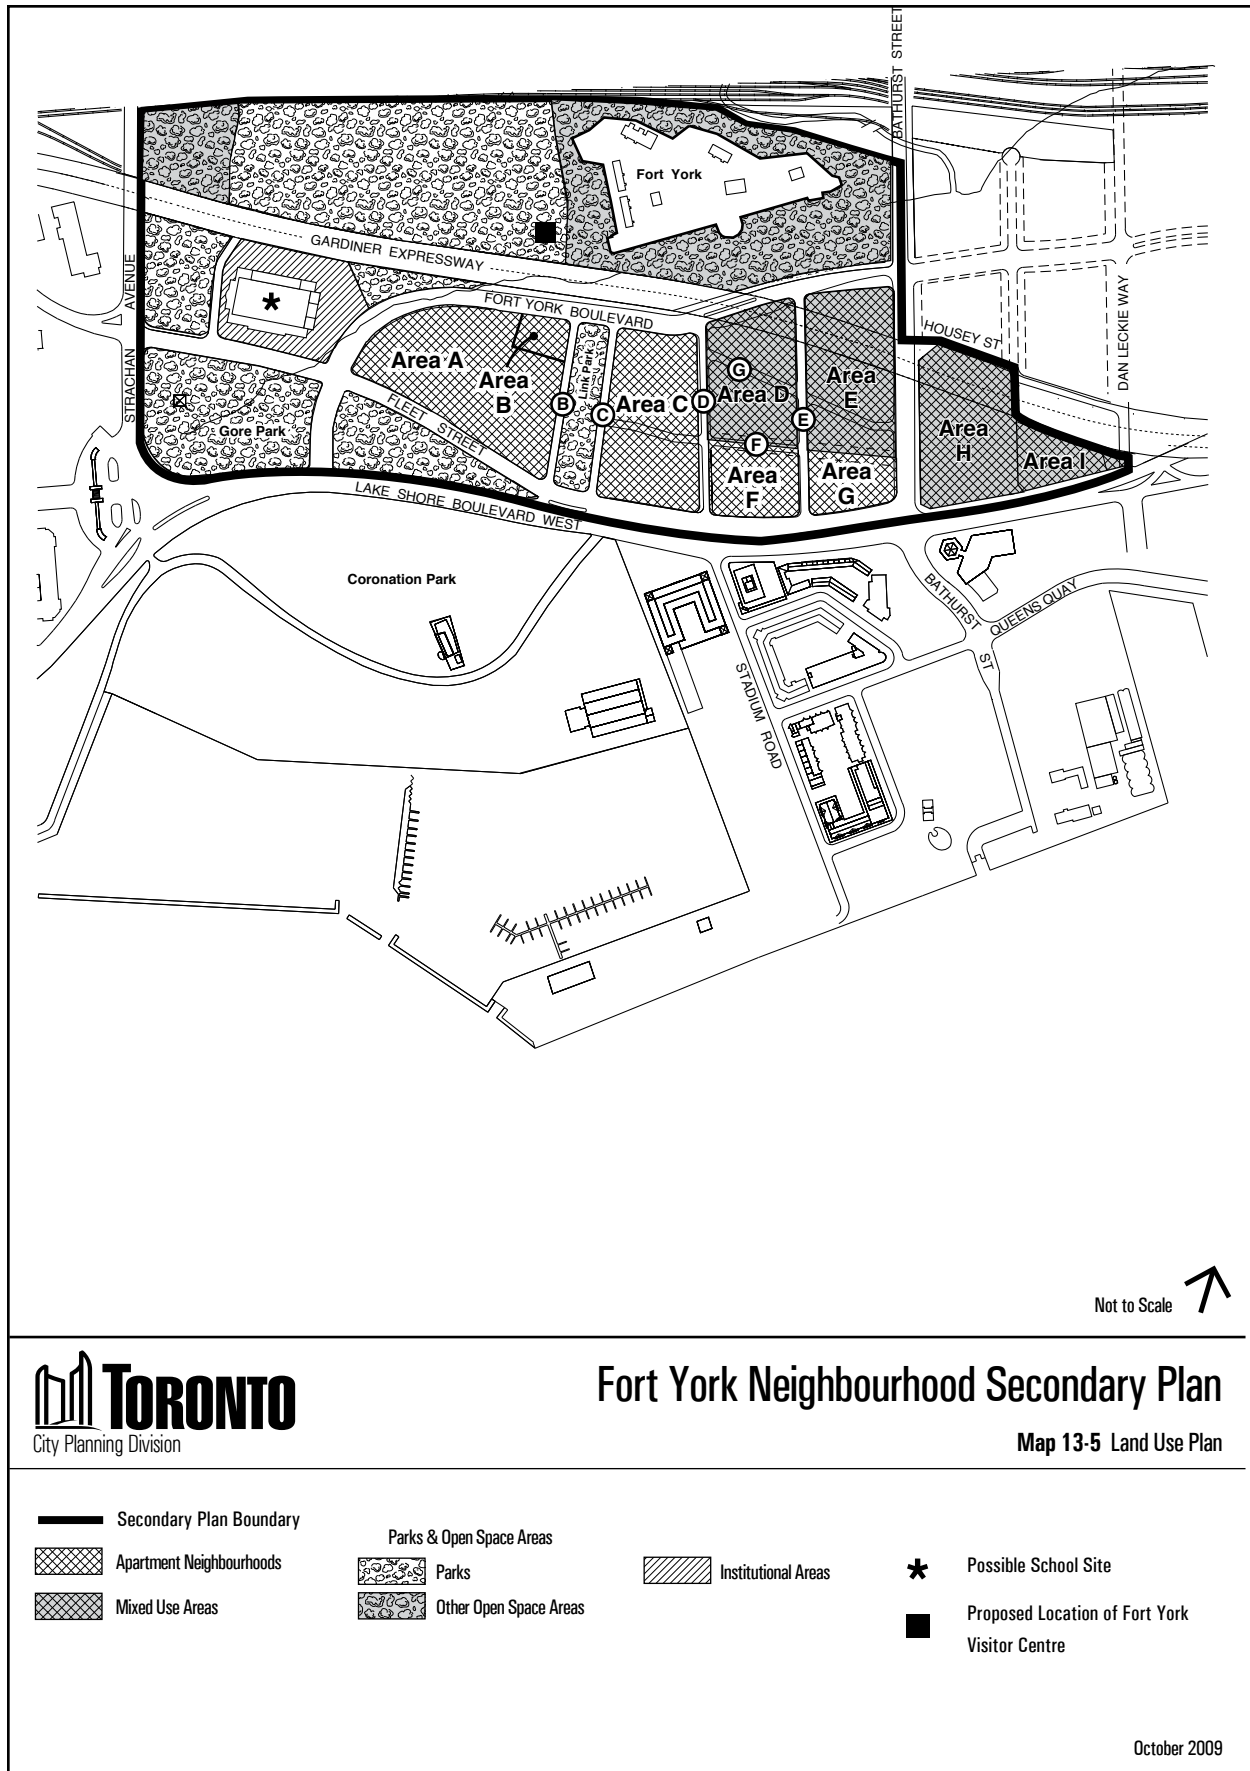 BATHURST STREET
Fort York
GARDINER EXPRESSWAY
STRACHAN AVENUE
FORT YORK BOULEVARD
HOUSEY ST
DAN LECKIE WAY
Area A
Area
B
Link Park
B
C
Area C
D
G
Area D
E
Area
E
F
Area
F
Area
G
Area
H
Area I
Gore Park
FLEET STREET
LAKE SHORE BOULEVARD WEST
Coronation Park
BATHURST ST
QUEENS QUAY
STADIUM ROAD
Not to Scale
TORONTO
City Planning Division
Fort York Neighbourhood Secondary Plan
Map 13-5 Land Use Plan
Secondary Plan Boundary
Apartment Neighbourhoods
Mixed Use Areas
Parks & Open Space Areas
Parks
Other Open Space Areas
Institutional Areas
Possible School Site
Proposed Location of Fort York
Visitor Centre
October 2009